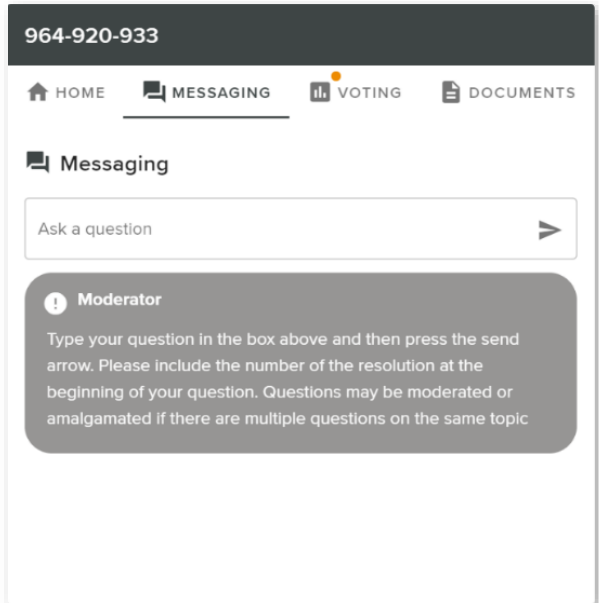 964-920-933
HOME MESSAGING VOTING DOCUMENTS
Messaging
Ask a question
Moderator
Type your question in the box above and then press the send
arrow. Please include the number of the resolution at the
beginning of your question. Questions may be moderated or
amalgamated if there are multiple questions on the same topic